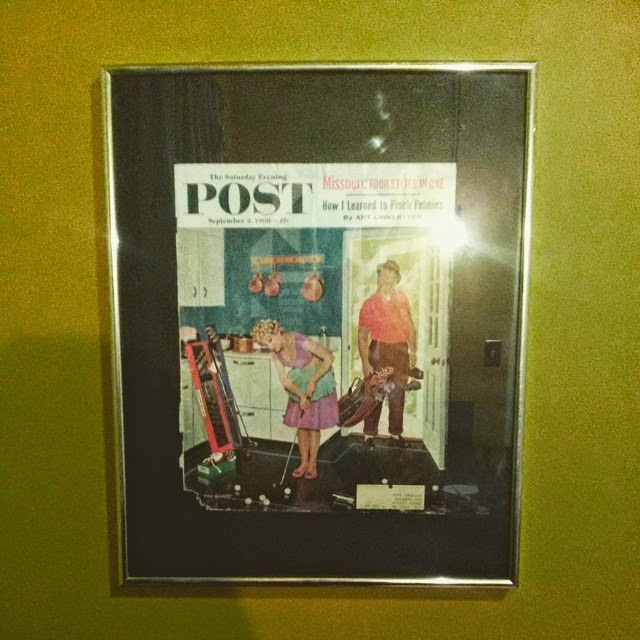 The Saturday Evening
POST
September 3, 1960 – 15¢
MISSOURI: FOUR STATES IN ONE
How I Learned to Pinch Pennies
By ART LINKLETTER